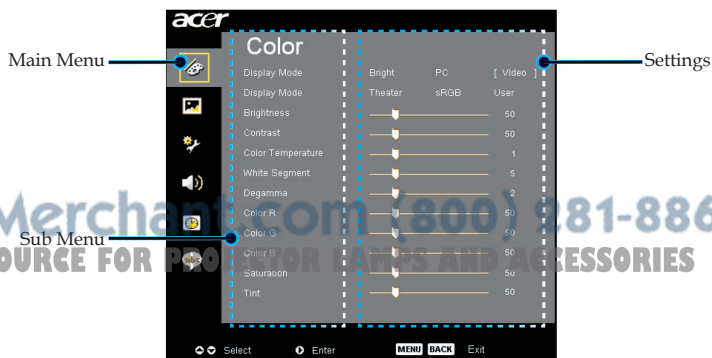 acer
Color
Main Menu
Settings
Display Mode Bright PC [ Video ]
Display Mode Theater sRGB User
Brightness 50
Contrast 50
Color Temperature 1
White Segment 5
Degamma 2
Color R 50
Merchant.com (800) 281-886
Color G 50
Sub Menu
Color B 50
OURCE FOR PROJECTOR LAMPS AND ACCESSORIES
Saturation 50
Tint 50
Select Enter MENU BACK Exit